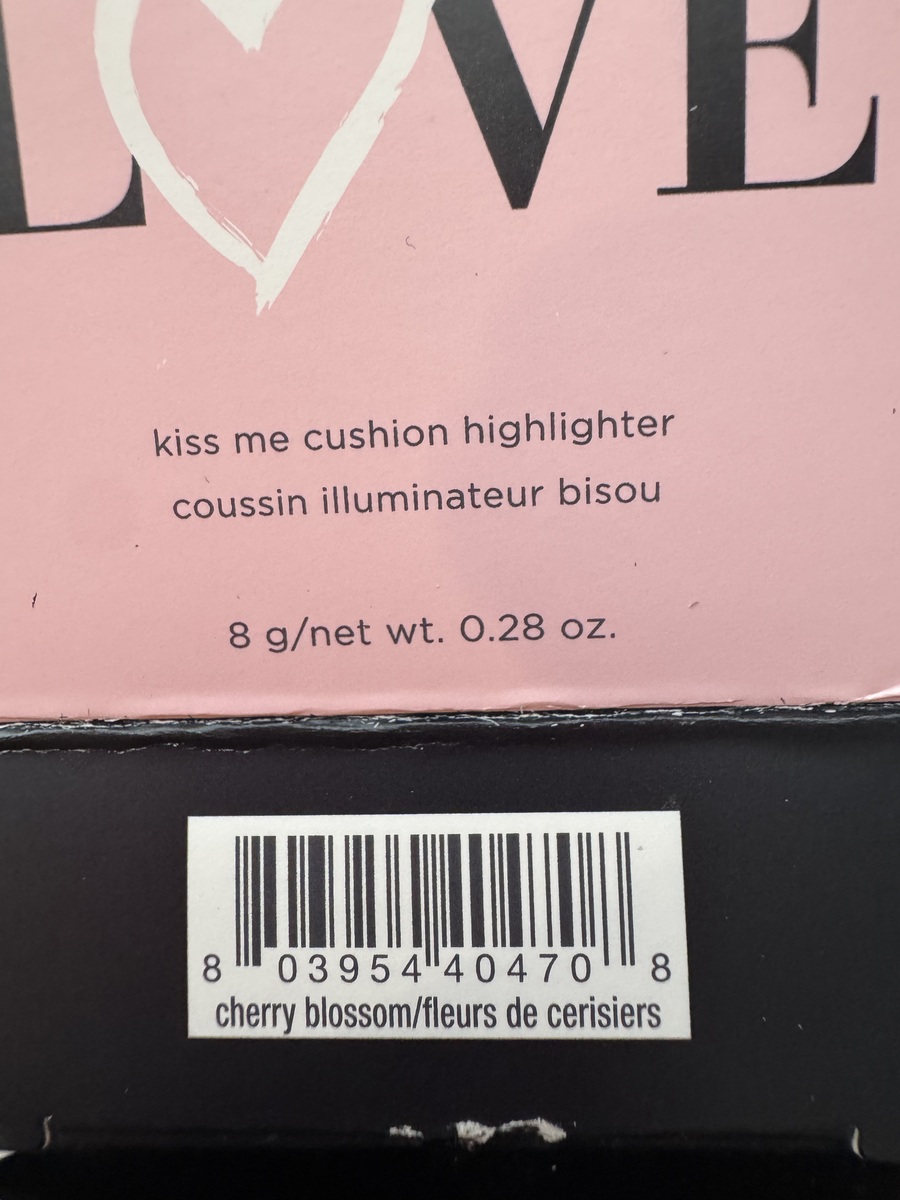 LOVE
kiss me cushion highlighter
coussin illuminateur bisou
8 g/net wt. 0.28 oz.
8 03954 40470 8
cherry blossom/fleurs de cerisiers